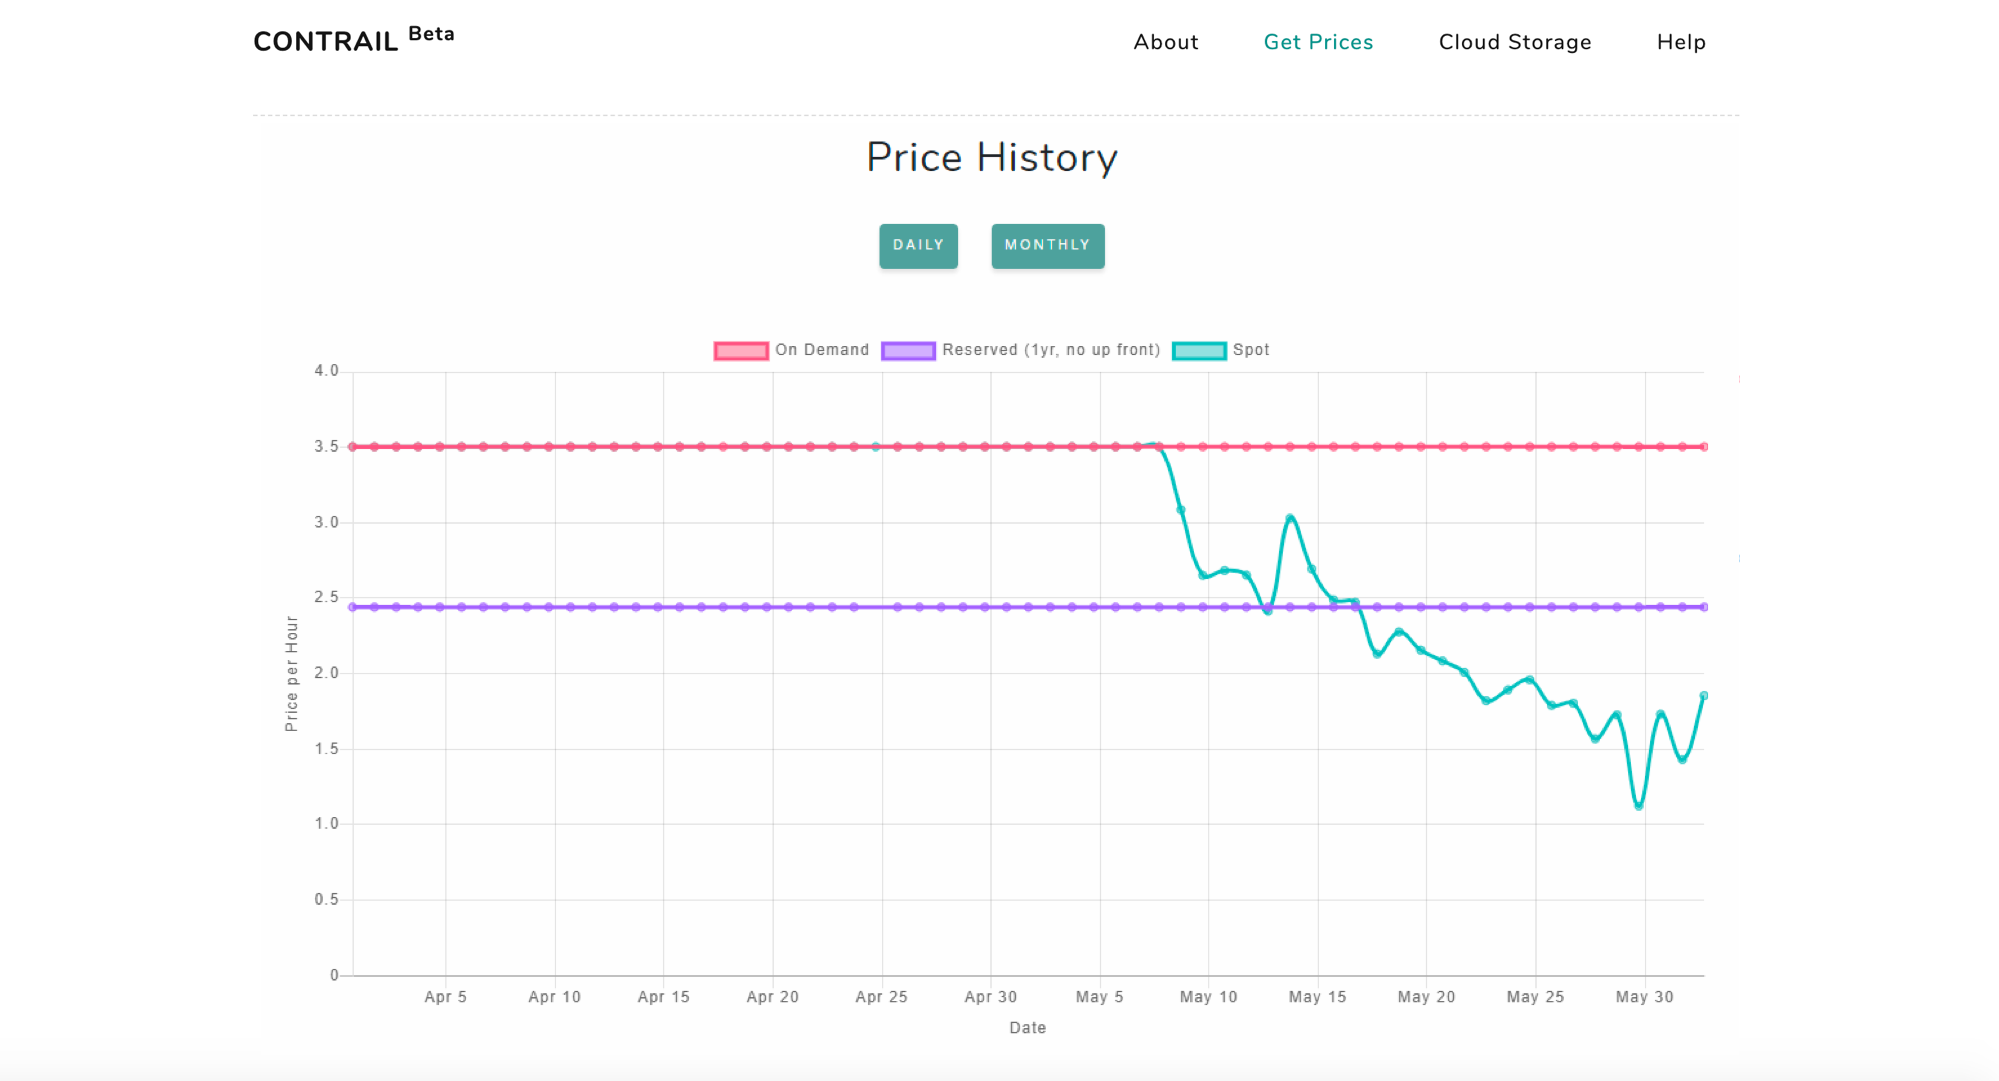 CONTRAIL Beta
About Get Prices Cloud Storage Help
Price History
DAILY MONTHLY
On Demand Reserved (1yr, no up front) Spot
4.0
3.5
3.0
2.5
2.0
1.5
1.0
0.5
0
Price per Hour
Apr 5 Apr 10 Apr 15 Apr 20 Apr 25 Apr 30 May 5 May 10 May 15 May 20 May 25 May 30
Date